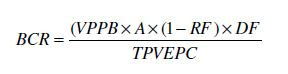 BCR = (VPPB × A × (1 − RF) × DF / TPVEPC